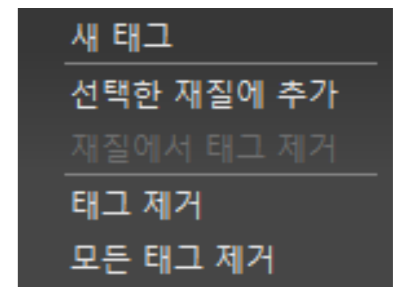 새 태그
선택한 재질에 추가
재질에서 태그 제거
태그 제거
모든 태그 제거